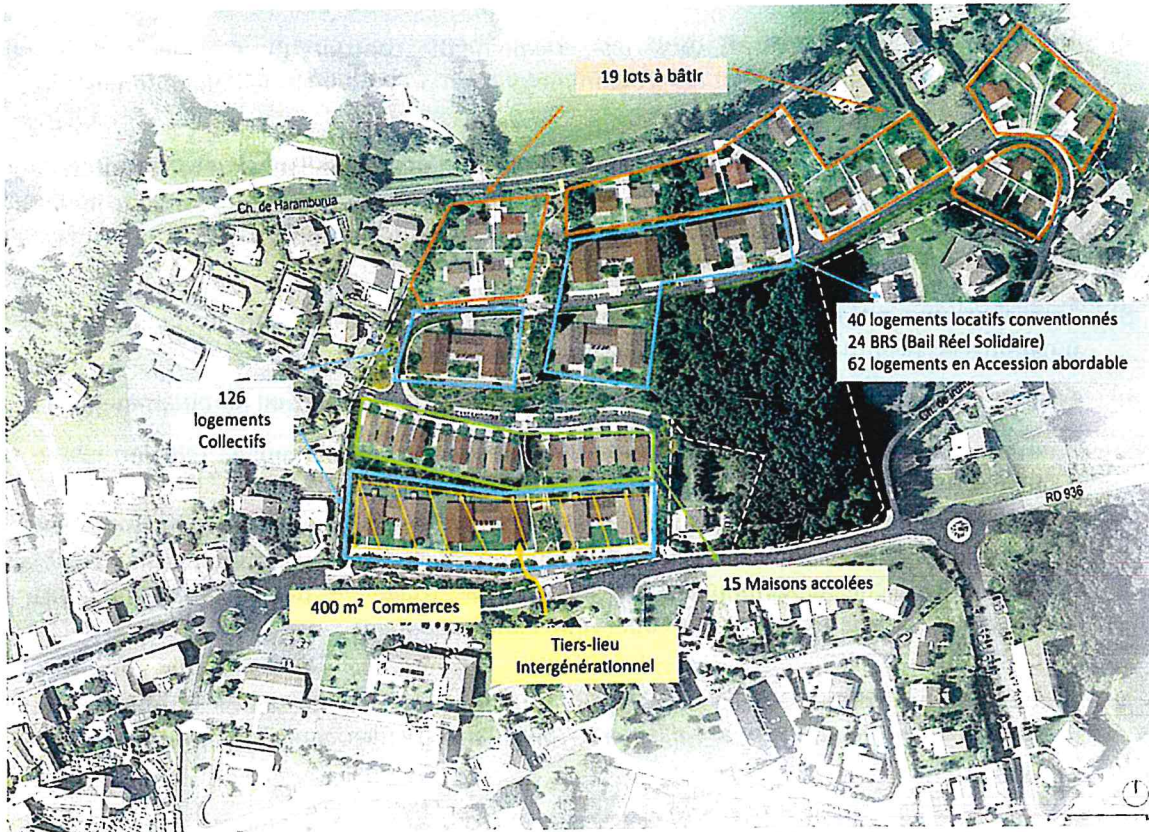 19 lots à bâtir
Ch. de Haramburua
40 logements locatifs conventionnés
24 BRS (Bail Réel Solidaire)
62 logements en Accession abordable
126
logements
Collectifs
RD 936
15 Maisons accolées
400 m² Commerces
Tiers-lieu
Intergénérationnel